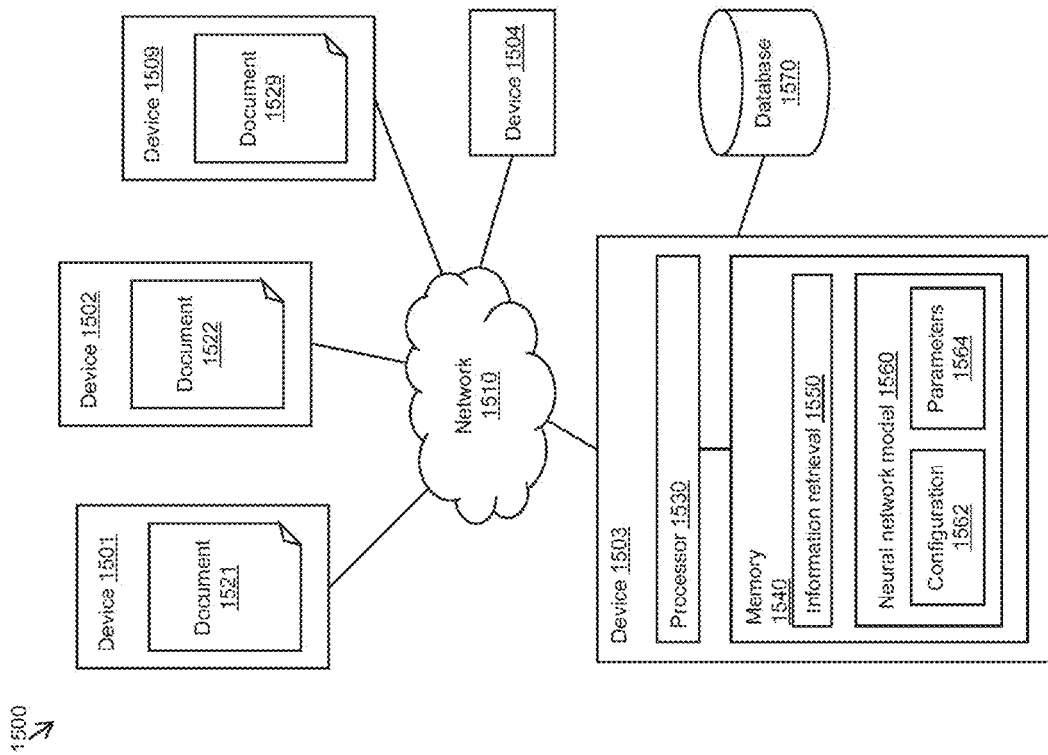 1500
Device 1501
Document
1521
Device 1502
Document
1522
Device 1509
Document
1529
Network
1510
Device 1504
Device 1503
Processor 1530
Memory
1540
Information retrieval 1550
Neural network model 1560
Configuration
1562
Parameters
1564
Database
1570